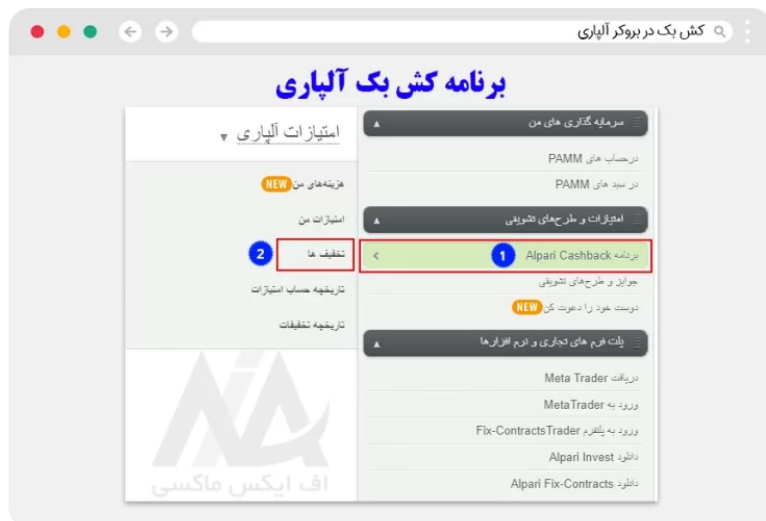 کش بک در بروکر آلپاری
برنامه کش بک آلپاری
سرمایه گذاری های من
درحساب های PAMM
در سبد های PAMM
امتیازات و طرح‌های تشویقی
برنامه Alpari Cashback
1
جوایز و طرح‌های تشویقی
دوست خود را دعوت کن NEW
پلت فرم های تجاری و نرم افزارها
دریافت Meta Trader
ورود به MetaTrader
ورود به پلتفرم Fix-ContractsTrader
دانلود Alpari Invest
دانلود Alpari Fix-Contracts
امتیازات آلپاری
هزینه‌های من NEW
امتیازات من
تخفیف ها
2
تاریخچه حساب امتیازات
تاریخچه تخفیفات
اف ایکس ماکسی